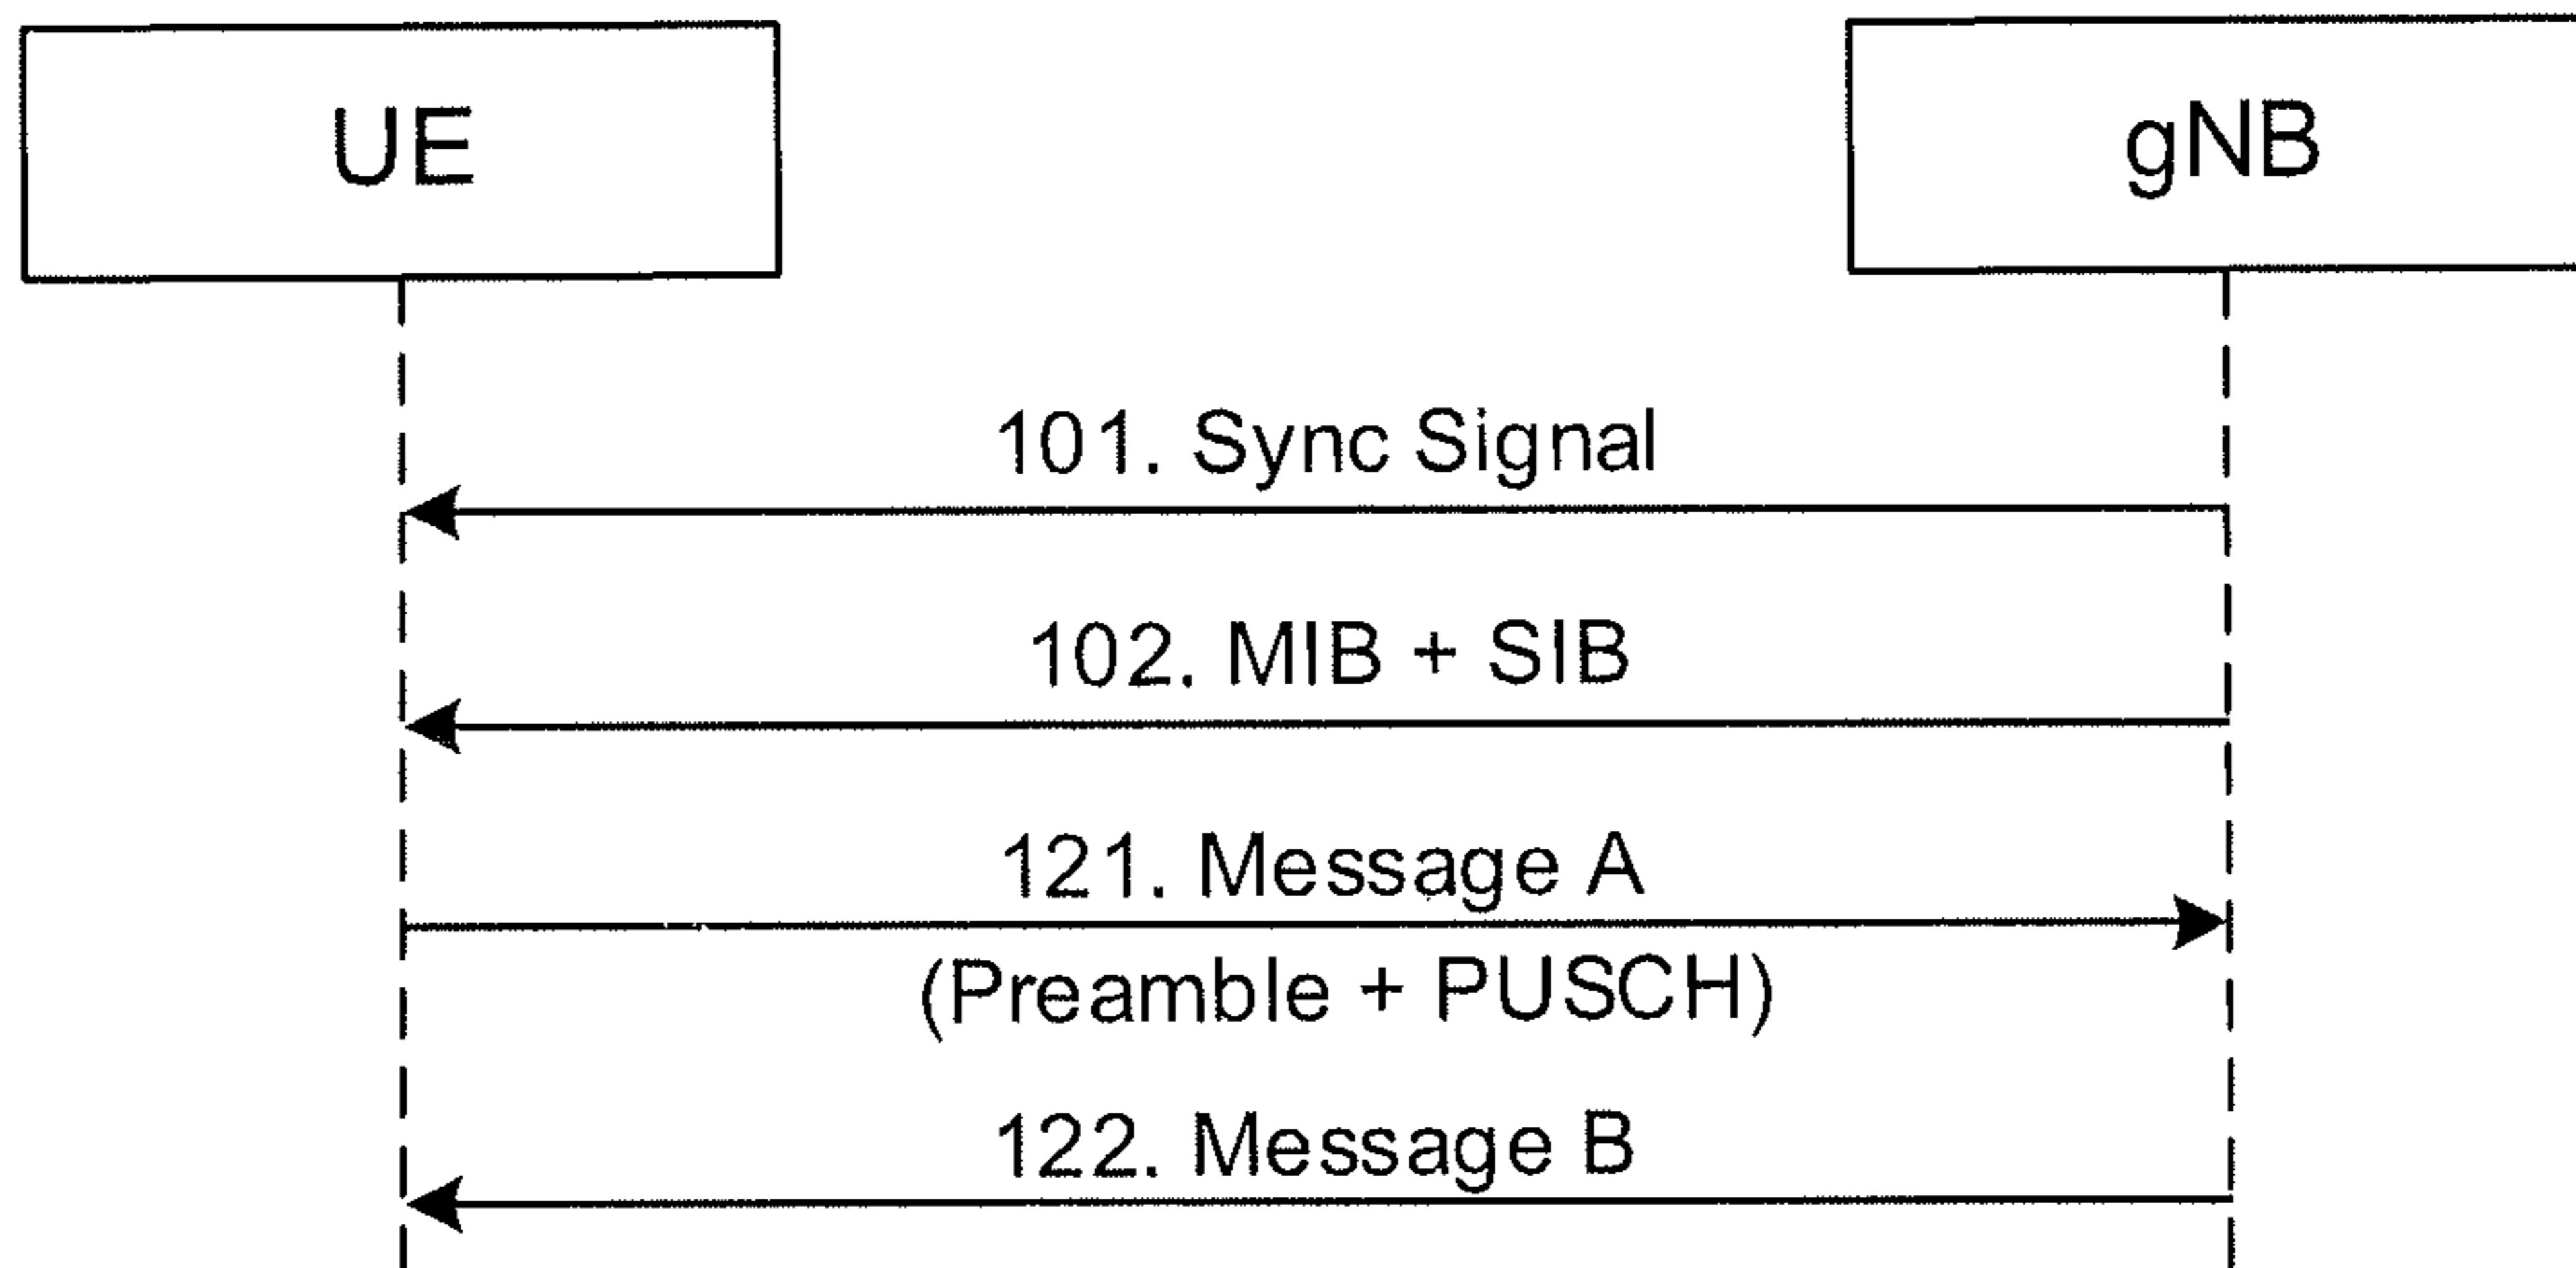 UE
gNB
101. Sync Signal
102. MIB + SIB
121. Message A
(Preamble + PUSCH)
122. Message B